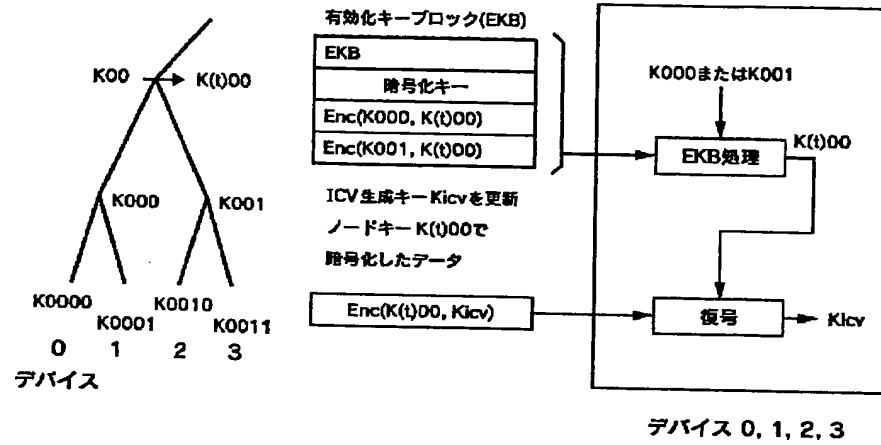 K00
K(t)00
K000
K001
K0000
K0001
K0010
K0011
0 1 2 3
デバイス
有効化キーブロック(EKB)
EKB
暗号化キー
Enc(K000, K(t)00)
Enc(K001, K(t)00)
ICV生成キーKicvを更新
ノードキーK(t)00で
暗号化したデータ
Enc(K(t)00, Kicv)
K000またはK001
EKB処理
K(t)00
復号
Kicv
デバイス 0, 1, 2, 3